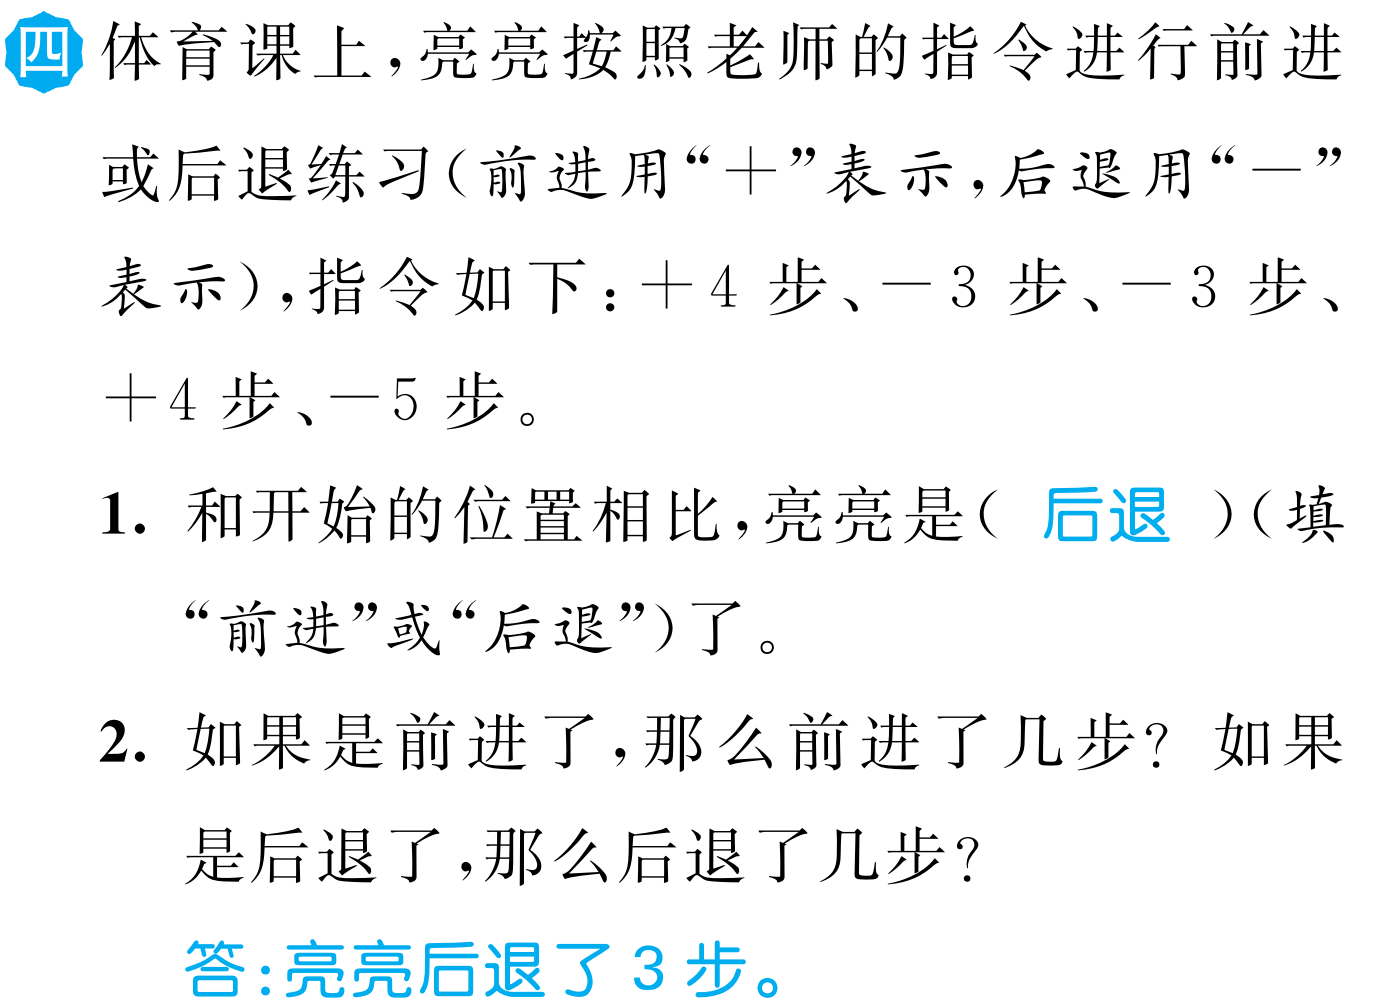 四 体育课上,亮亮按照老师的指令进行前进
或后退练习(前进用“+”表示,后退用“-”
表示),指令如下:+4 步、-3 步、-3 步、
+4 步、-5 步。
1. 和开始的位置相比,亮亮是( 后退 )(填
“前进”或“后退”)了。
2. 如果是前进了,那么前进了几步? 如果
是后退了,那么后退了几步?
答:亮亮后退了 3 步。